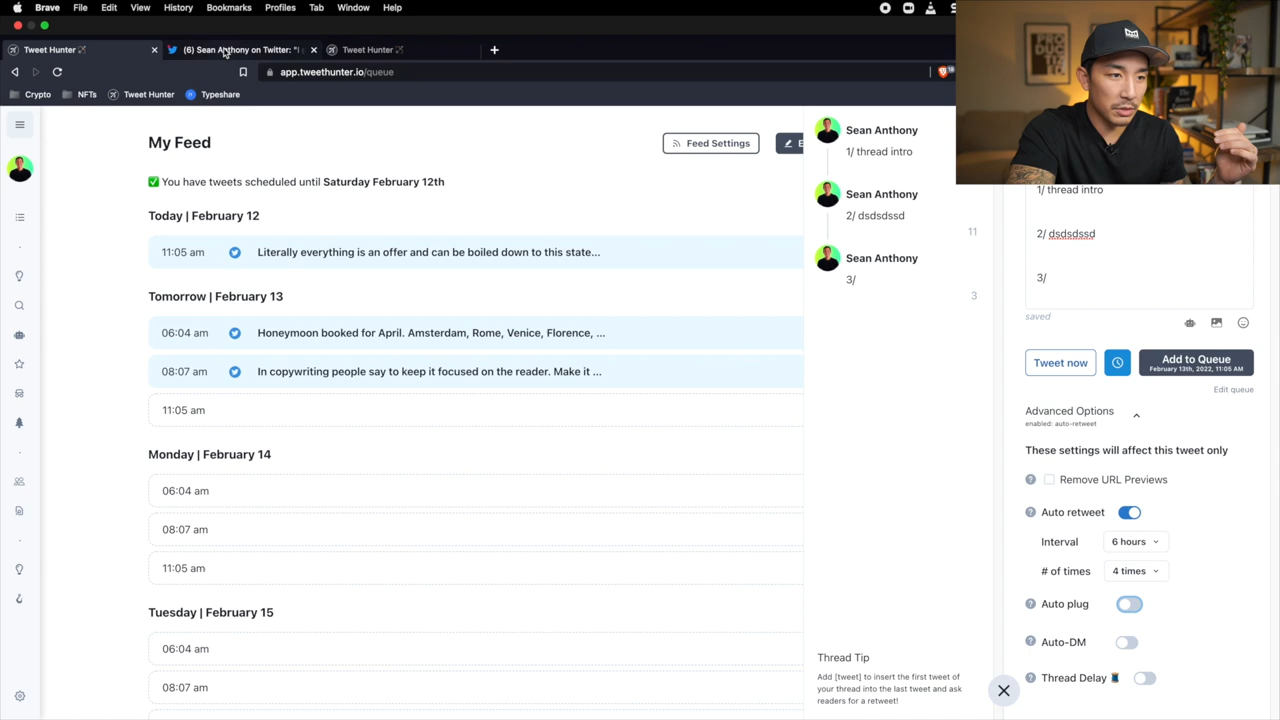 Brave File Edit View History Bookmarks Profiles Tab Window Help
Tweet Hunter
(6) Sean Anthony on Twitter: "I
Tweet Hunter
app.tweethunter.io/queue
Crypto NFTs Tweet Hunter Typeshare
My Feed
Feed Settings
E
✅ You have tweets scheduled until Saturday February 12th
Today | February 12
11:05 am Literally everything is an offer and can be boiled down to this state...
Tomorrow | February 13
06:04 am Honeymoon booked for April. Amsterdam, Rome, Venice, Florence, ...
08:07 am In copywriting people say to keep it focused on the reader. Make it ...
11:05 am
Monday | February 14
06:04 am
08:07 am
11:05 am
Tuesday | February 15
06:04 am
08:07 am
Sean Anthony
1/ thread intro
Sean Anthony
2/ dsdsdssd
11
Sean Anthony
3/
3
Thread Tip
Add [tweet] to insert the first tweet of
your thread into the last tweet and ask
readers for a retweet!
1/ thread intro
2/ dsdsdssd
3/
saved
Tweet now
Add to Queue
February 13th, 2022, 11:05 AM
Edit queue
Advanced Options
enabled: auto-retweet
These settings will affect this tweet only
Remove URL Previews
Auto retweet
Interval 6 hours
# of times 4 times
Auto plug
Auto-DM
Thread Delay